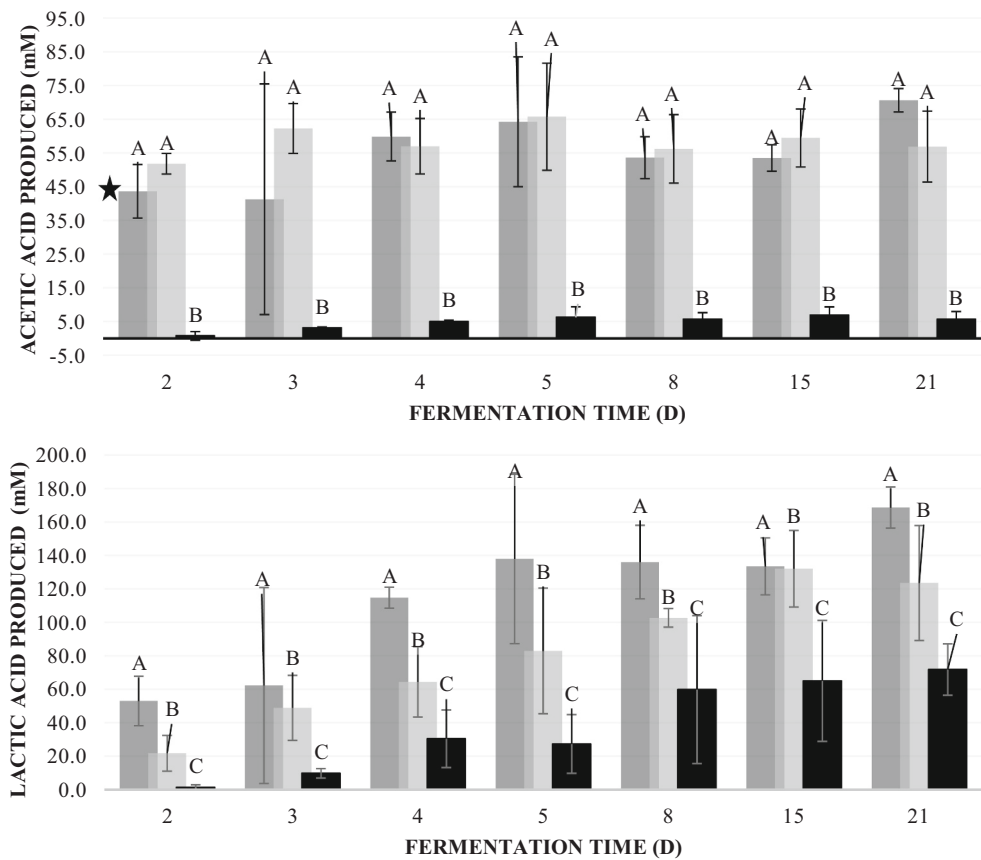 ACETIC ACID PRODUCED (mM)
95.0
85.0
75.0
65.0
55.0
45.0
35.0
25.0
15.0
5.0
-5.0
A A B
A A B
A A B
A A B
A A B
A A B
A A B
2 3 4 5 8 15 21
FERMENTATION TIME (D)
LACTIC ACID PRODUCED (mM)
200.0
180.0
160.0
140.0
120.0
100.0
80.0
60.0
40.0
20.0
0.0
A B C
A B C
A B C
A B C
A B C
A B C
A B C
2 3 4 5 8 15 21
FERMENTATION TIME (D)